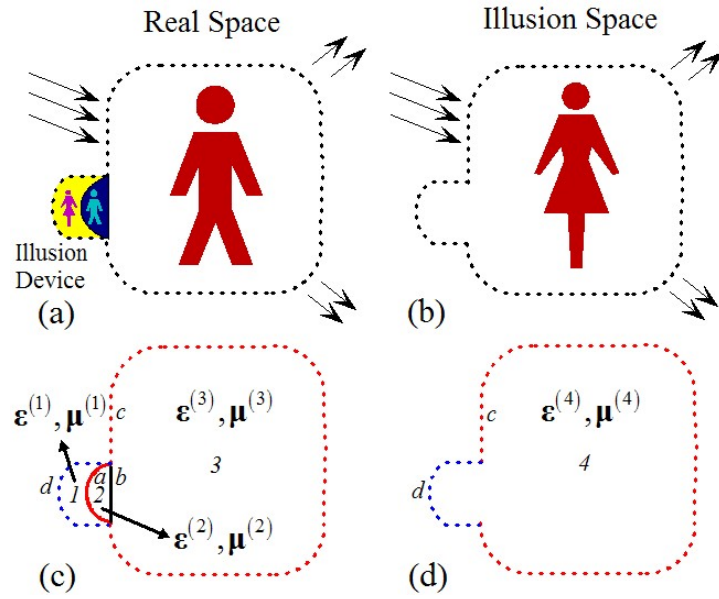 Real Space
Illusion Space
Illusion
Device
(a)
(b)
ε⁽¹⁾, μ⁽¹⁾
c
ε⁽³⁾, μ⁽³⁾
3
d
1
a
2
b
ε⁽²⁾, μ⁽²⁾
(c)
c
ε⁽⁴⁾, μ⁽⁴⁾
4
d
(d)